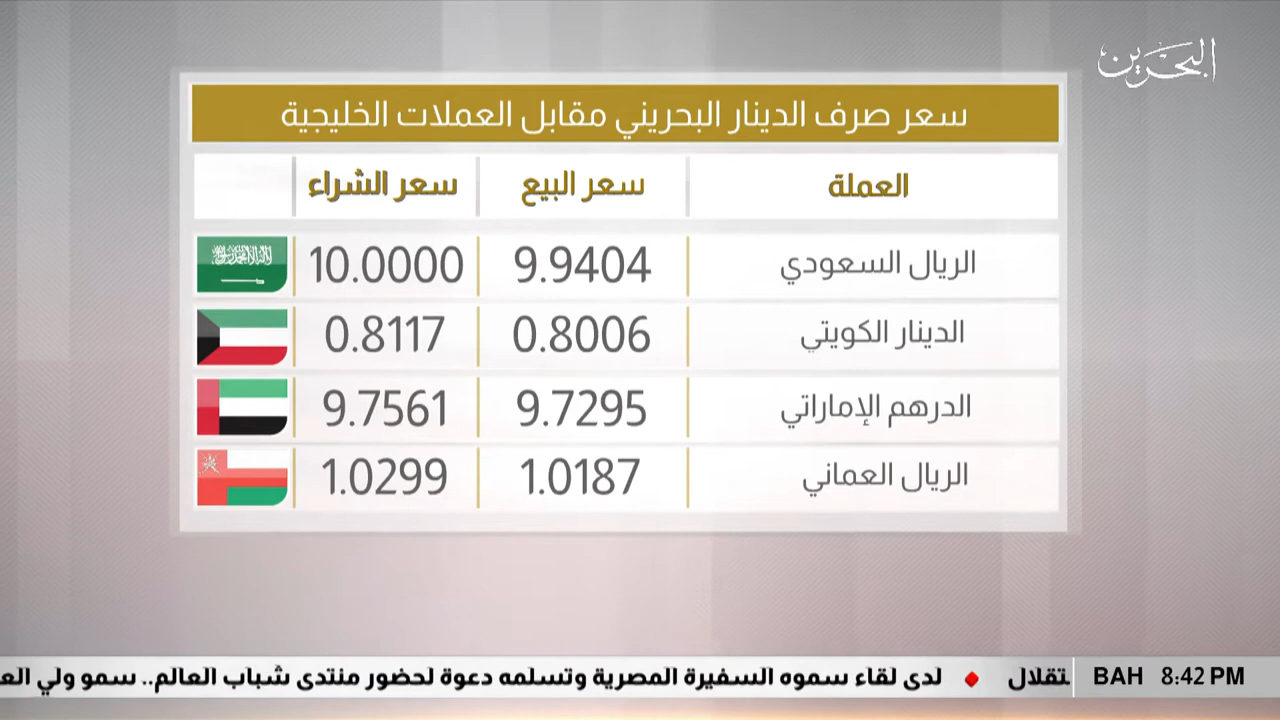 البحرين
سعر صرف الدينار البحريني مقابل العملات الخليجية
العملة سعر البيع سعر الشراء
الريال السعودي 9.9404 10.0000
الدينار الكويتي 0.8006 0.8117
الدرهم الإماراتي 9.7295 9.7561
الريال العماني 1.0187 1.0299
BAH 8:42 PM
تقلال ♦ لدى لقاء سموه السفيرة المصرية وتسلمه دعوة لحضور منتدى شباب العالم.. سمو ولي الع